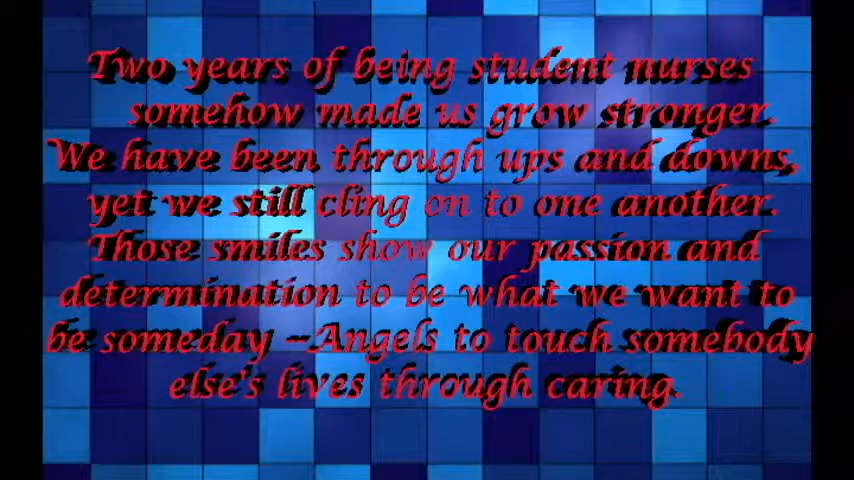 Two years of being student nurses
somehow made us grow stronger.
We have been through ups and downs,
yet we still cling on to one another.
Those smiles show our passion and
determination to be what we want to
be someday -Angels to touch somebody
else's lives through caring.